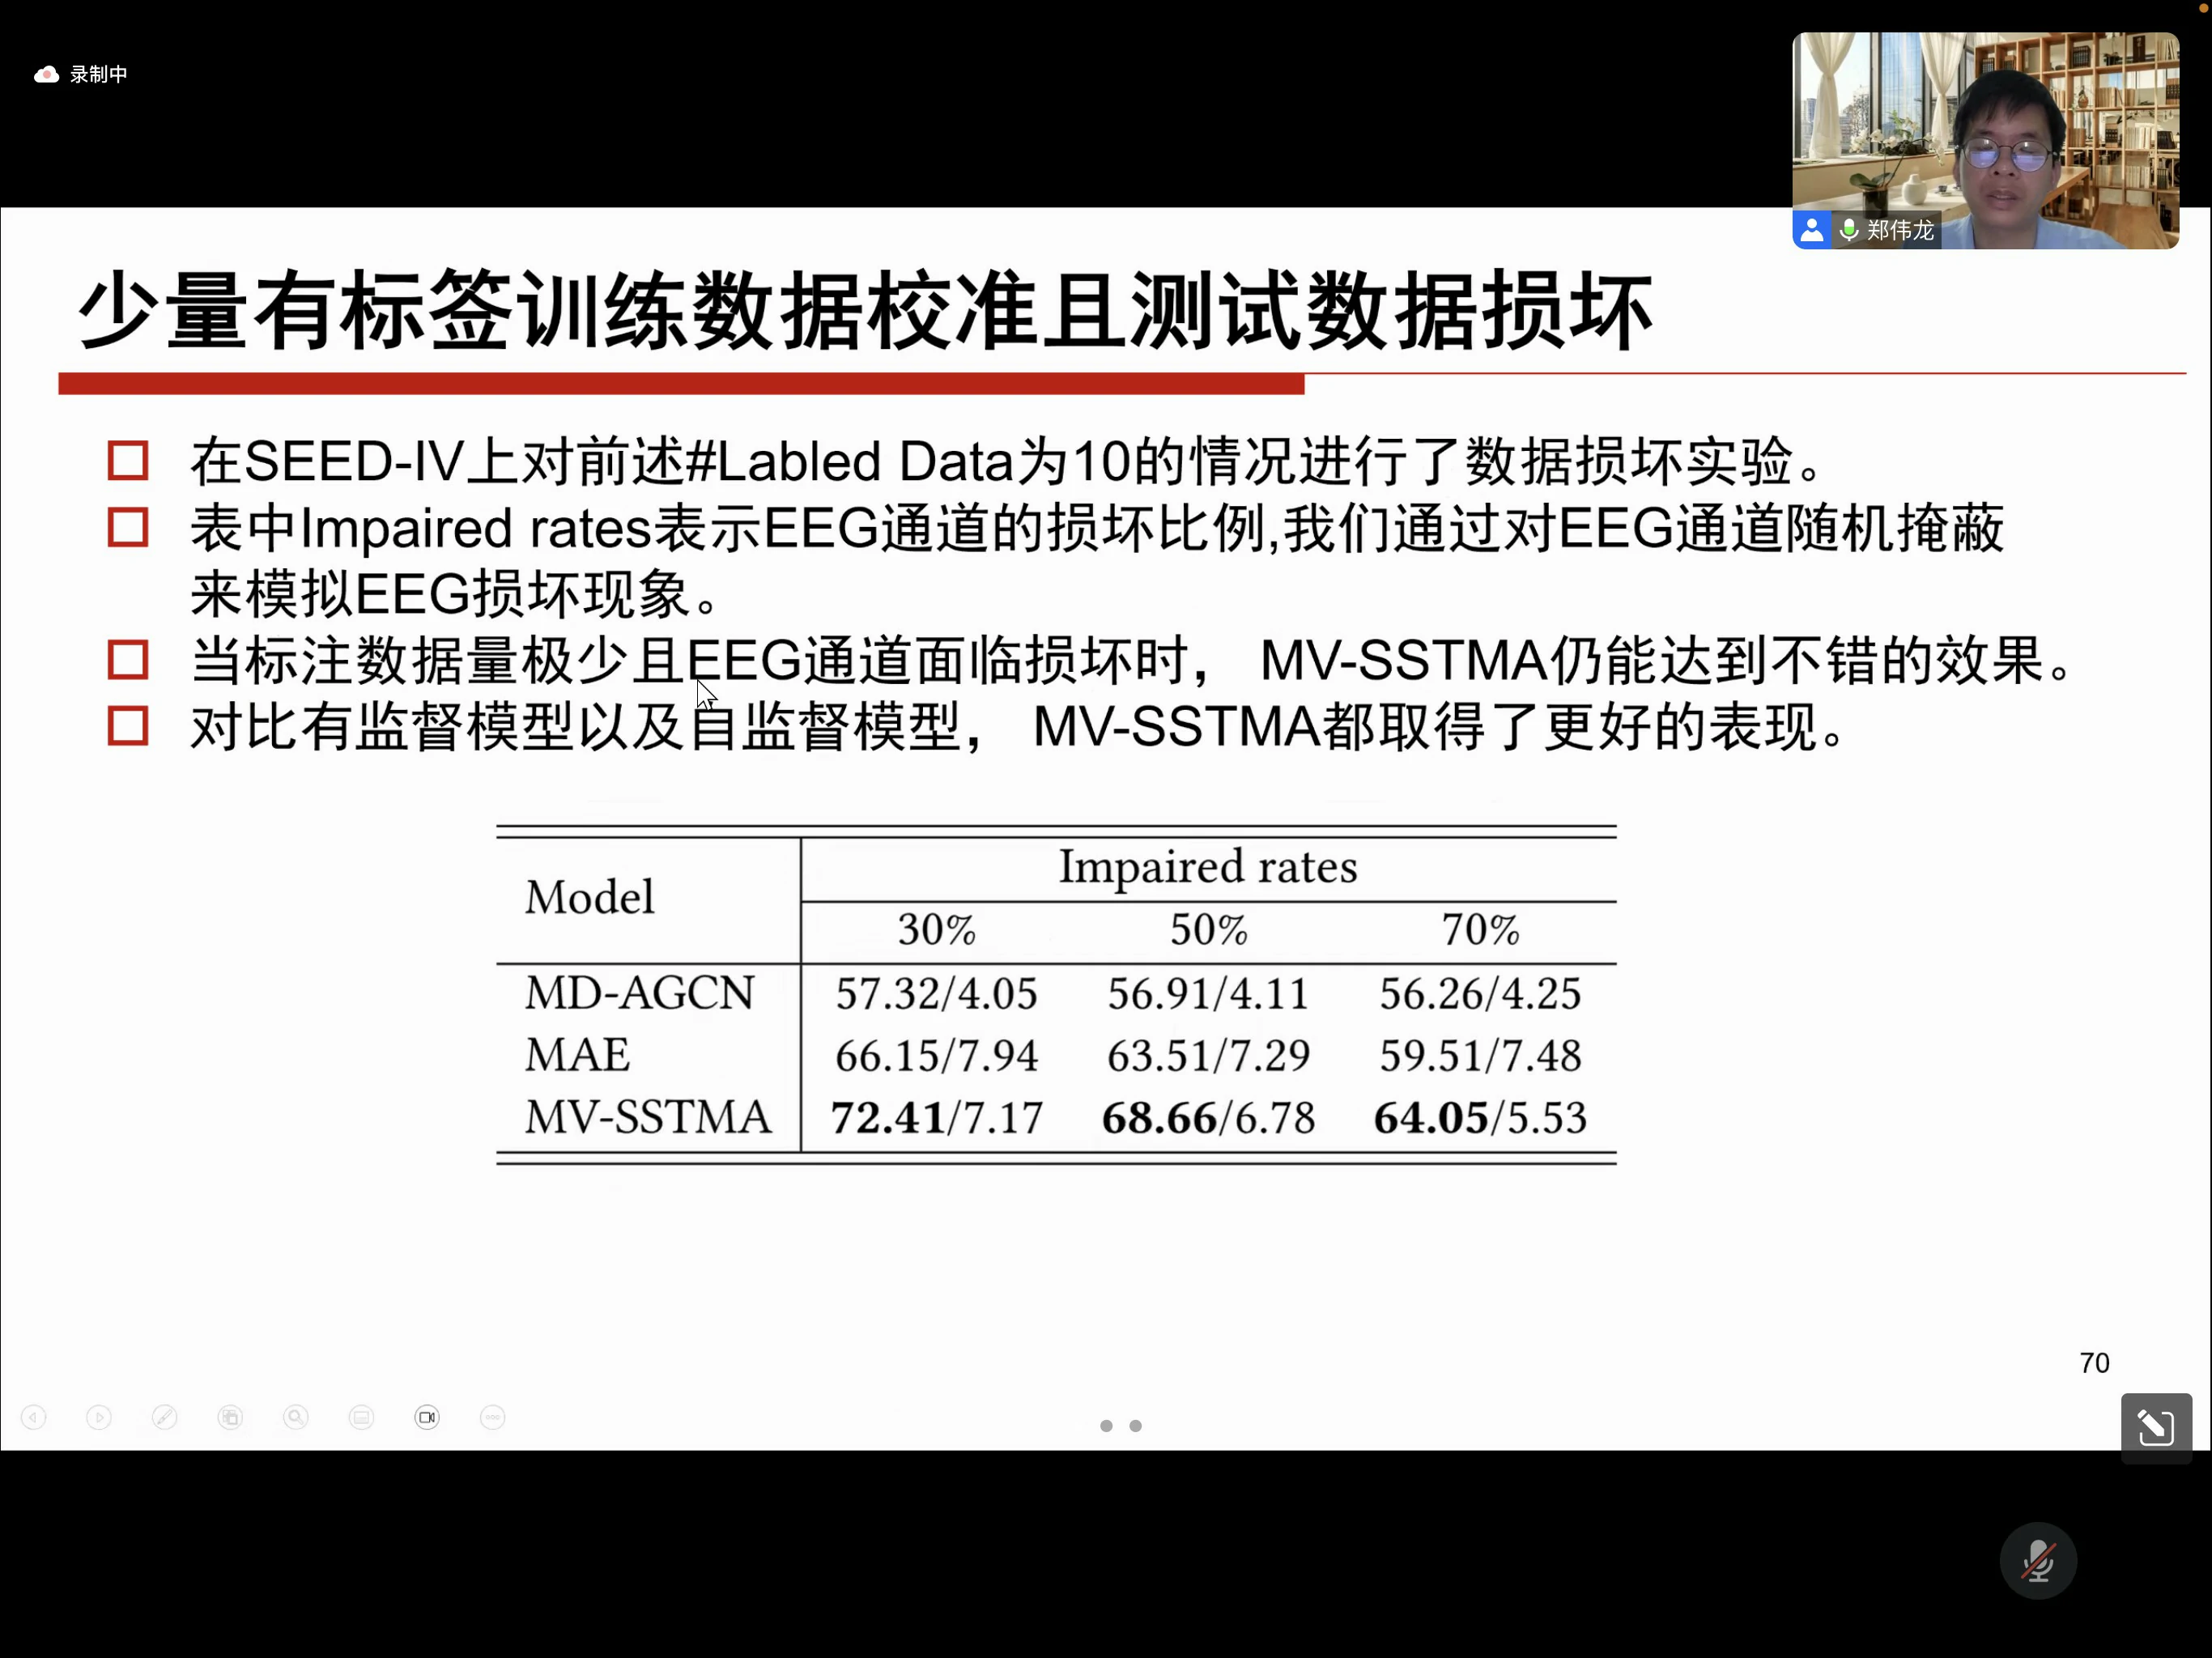 录制中
郑伟龙
少量有标签训练数据校准且测试数据损坏
在SEED-IV上对前述#Labled Data为10的情况进行了数据损坏实验。
表中Impaired rates表示EEG通道的损坏比例,我们通过对EEG通道随机掩蔽
来模拟EEG损坏现象。
当标注数据量极少且EEG通道面临损坏时， MV-SSTMA仍能达到不错的效果。
对比有监督模型以及自监督模型， MV-SSTMA都取得了更好的表现。
Model Impaired rates
30% 50% 70%
MD-AGCN 57.32/4.05 56.91/4.11 56.26/4.25
MAE 66.15/7.94 63.51/7.29 59.51/7.48
MV-SSTMA 72.41/7.17 68.66/6.78 64.05/5.53
70